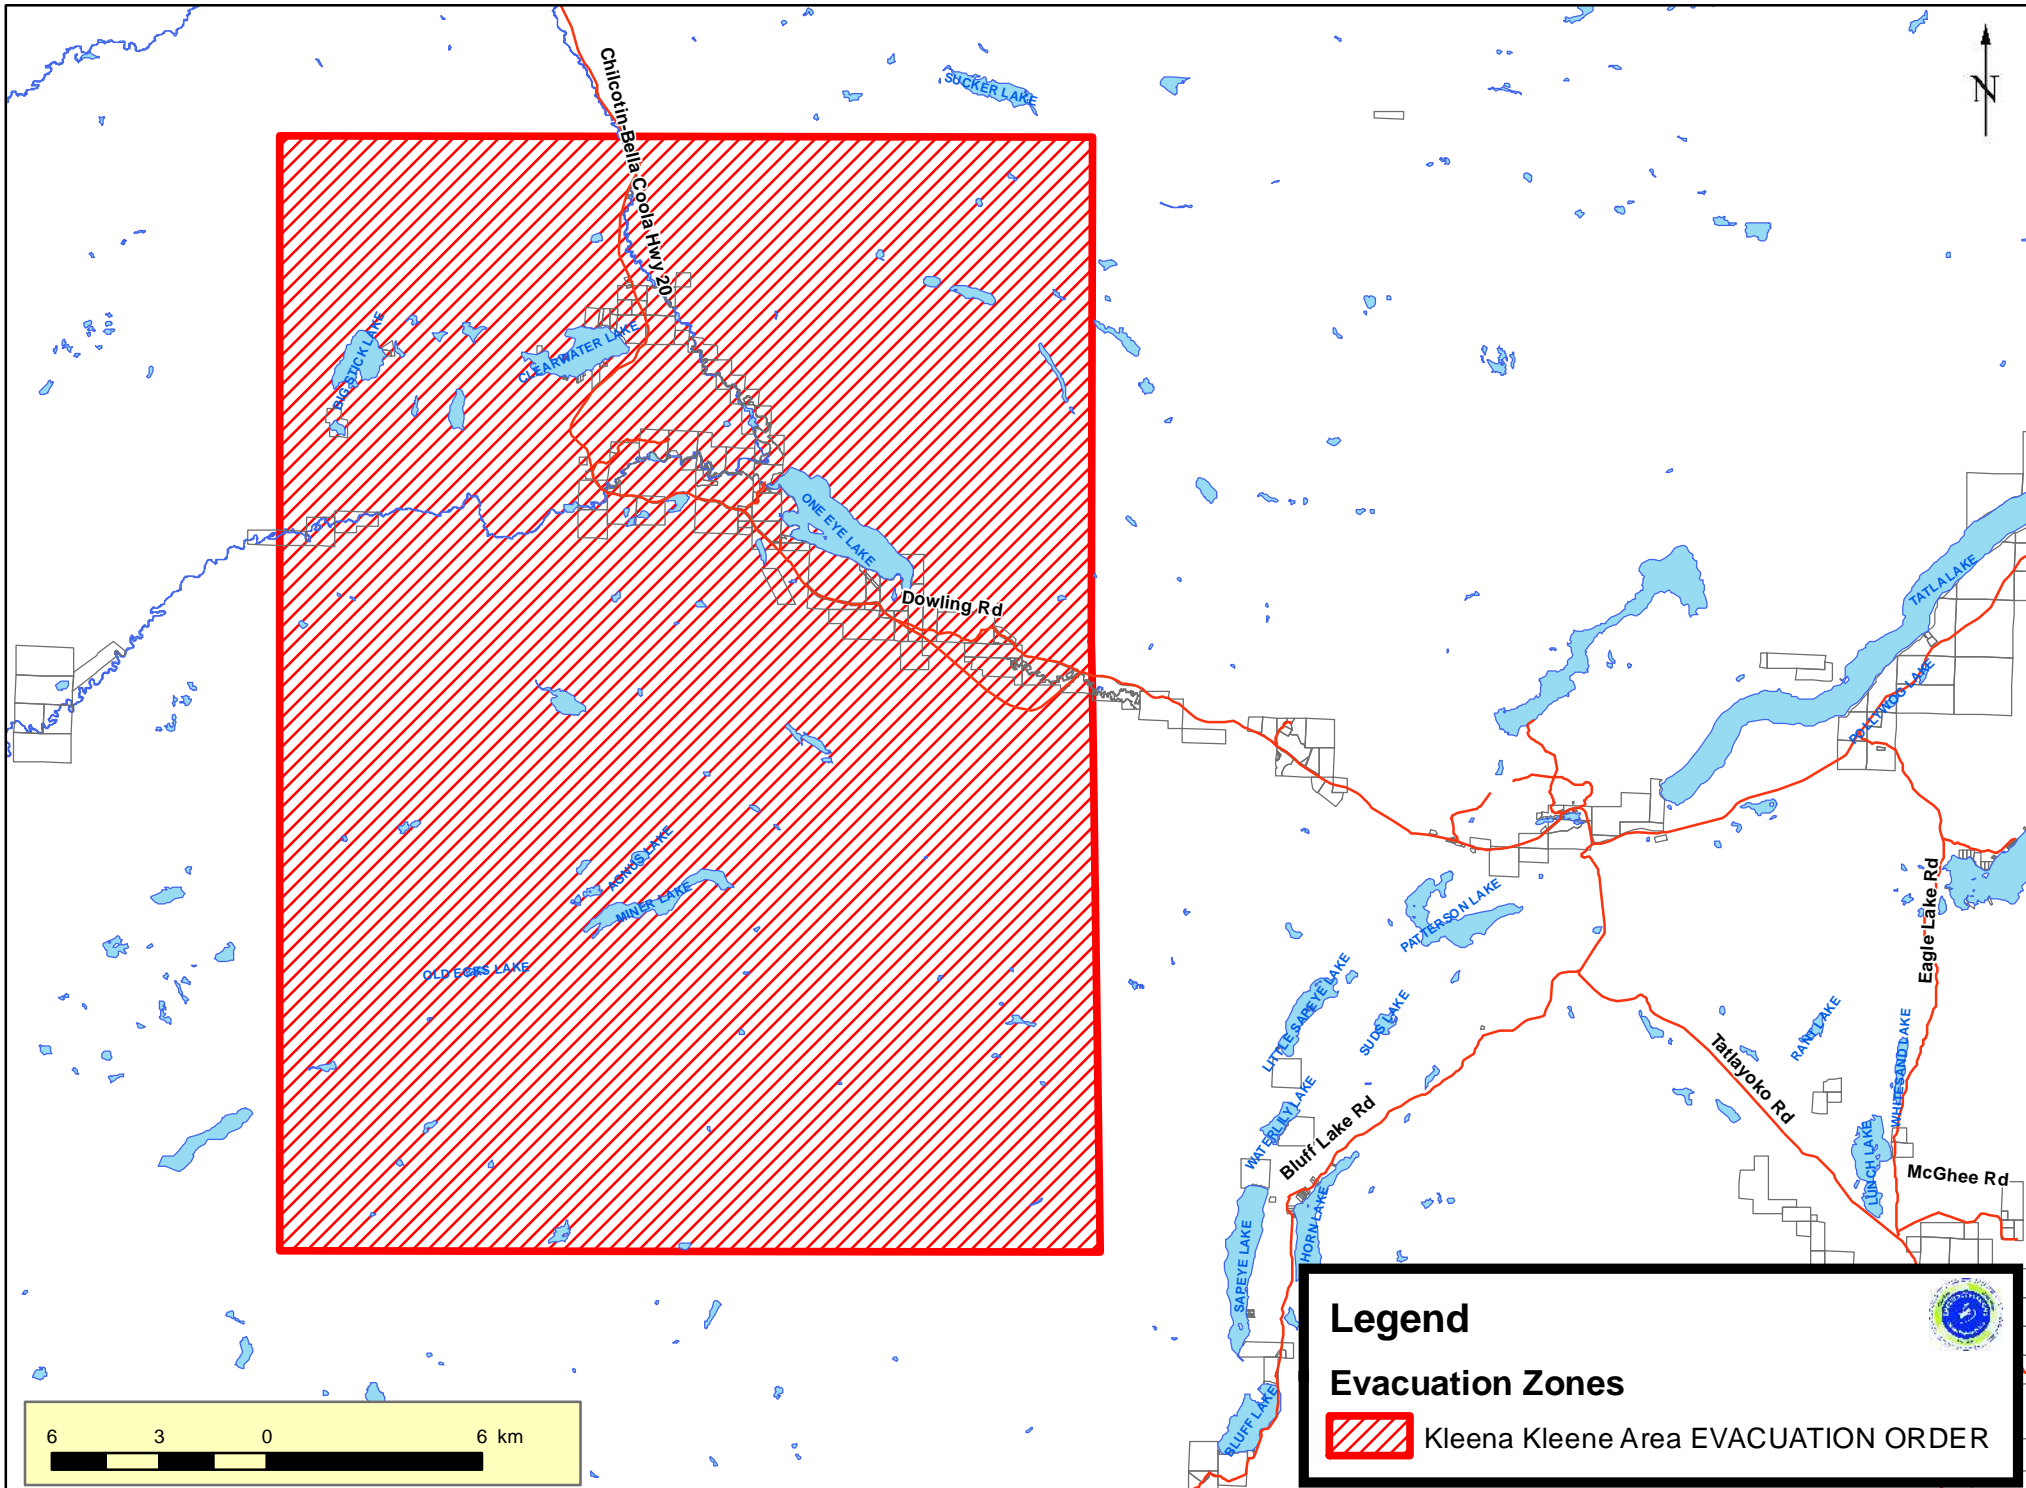 SUCKER LAKE
N
Chilcotin-Bella Coola Hwy 20
BIG STICK LAKE
CLEARWATER LAKE
ONE EYE LAKE
Dowling Rd
TATLA LAKE
POLLYWOG LAKE
AGNUS LAKE
MINER LAKE
OLD EGGS LAKE
PATTERSON LAKE
Eagle Lake Rd
LITTLE SAPEYE LAKE
SUDS LAKE
RANT LAKE
WHITESAND LAKE
Tatlayoko Rd
WATERLILY LAKE
Bluff Lake Rd
LUNCH LAKE
McGhee Rd
SAPEYE LAKE
HORN LAKE
BLUFF LAKE
Legend
Evacuation Zones
Kleena Kleene Area EVACUATION ORDER
6 3 0 6 km